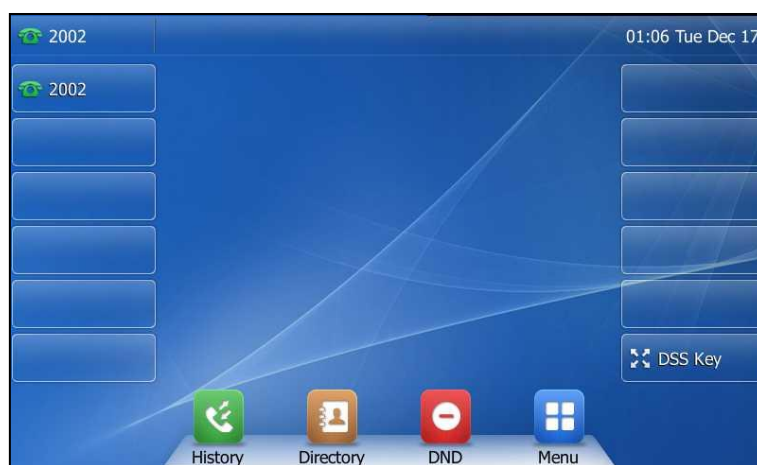 2002
01:06 Tue Dec 17
2002
DSS Key
History
Directory
DND
Menu